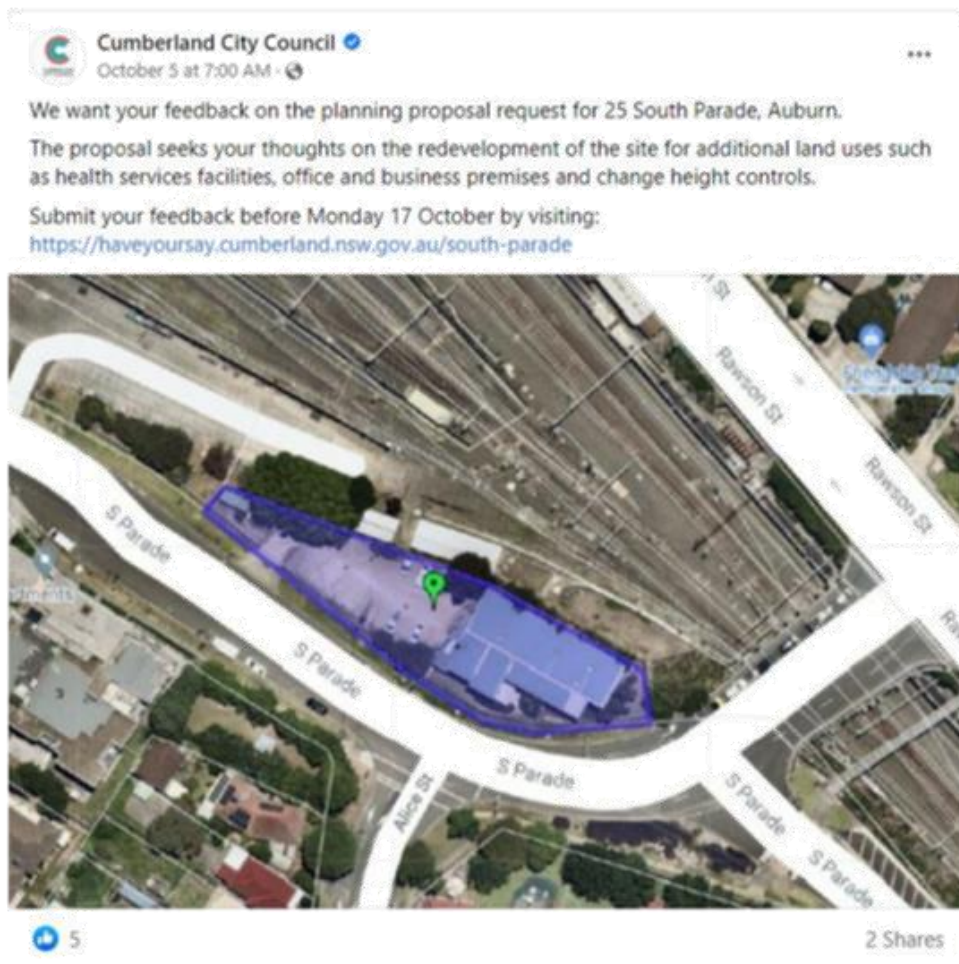 Cumberland City Council
October 5 at 7:00 AM ·
We want your feedback on the planning proposal request for 25 South Parade, Auburn.
The proposal seeks your thoughts on the redevelopment of the site for additional land uses such
as health services facilities, office and business premises and change height controls.
Submit your feedback before Monday 17 October by visiting:
https://haveyoursay.cumberland.nsw.gov.au/south-parade
Rawson St
Rawson St
S Parade
S Parade
S Parade
Alice St
S Parade
S Parade
5
2 Shares